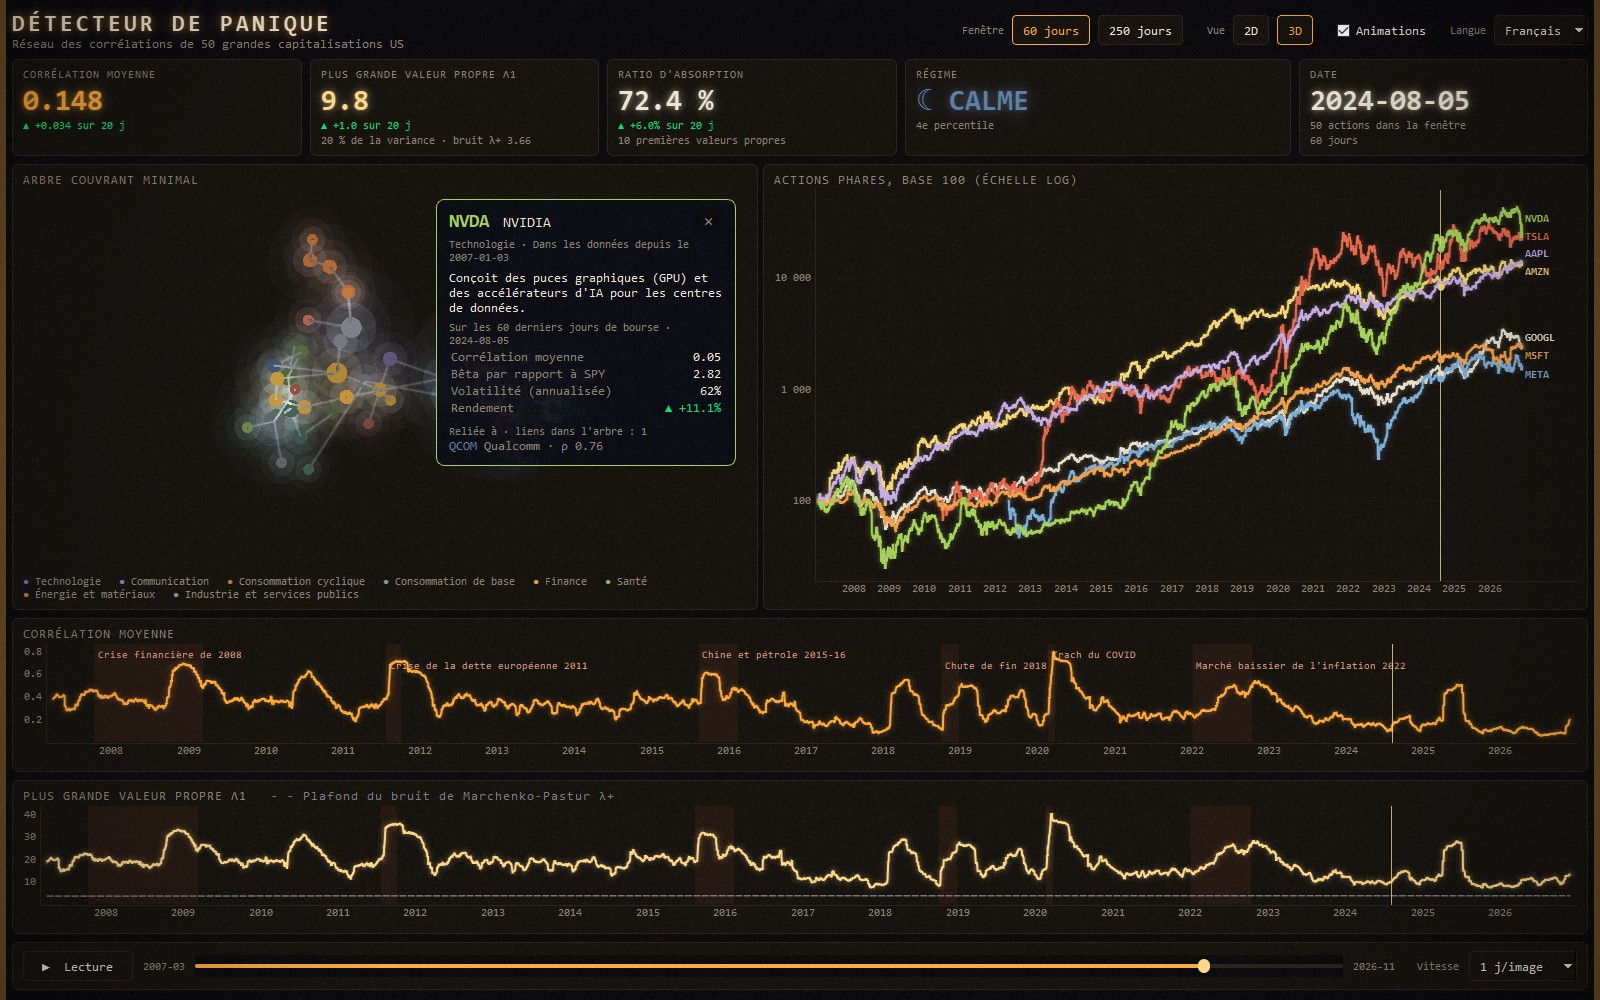 DÉTECTEUR DE PANIQUE
Réseau des corrélations de 50 grandes capitalisations US
Fenêtre 60 jours 250 jours Vue 2D 3D Animations Langue Français
CORRÉLATION MOYENNE
0.148
▲ +0.034 sur 20 j
PLUS GRANDE VALEUR PROPRE Λ1
9.8
▲ +1.0 sur 20 j
20 % de la variance · bruit λ+ 3.66
RATIO D'ABSORPTION
72.4 %
▲ +6.0% sur 20 j
10 premières valeurs propres
RÉGIME
☾ CALME
4e percentile
DATE
2024-08-05
50 actions dans la fenêtre
60 jours
ARBRE COUVRANT MINIMAL
NVDA NVIDIA ×
Technologie · Dans les données depuis le
2007-01-03
Conçoit des puces graphiques (GPU) et
des accélérateurs d'IA pour les centres
de données.
Sur les 60 derniers jours de bourse ·
2024-08-05
Corrélation moyenne 0.05
Bêta par rapport à SPY 2.82
Volatilité (annualisée) 62%
Rendement ▲ +11.1%
Reliée à · liens dans l'arbre : 1
QCOM Qualcomm · ρ 0.76
● Technologie ● Communication ● Consommation cyclique ● Consommation de base ● Finance ● Santé
● Énergie et matériaux ● Industrie et services publics
ACTIONS PHARES, BASE 100 (ÉCHELLE LOG)
10 000
1 000
100
NVDA
TSLA
AAPL
AMZN
GOOGL
MSFT
META
2008 2009 2010 2011 2012 2013 2014 2015 2016 2017 2018 2019 2020 2021 2022 2023 2024 2025 2026
CORRÉLATION MOYENNE
0.8
0.6
0.4
0.2
Crise financière de 2008
Crise de la dette européenne 2011
Chine et pétrole 2015-16
Chute de fin 2018
Krach du COVID
Marché baissier de l'inflation 2022
2008 2009 2010 2011 2012 2013 2014 2015 2016 2017 2018 2019 2020 2021 2022 2023 2024 2025 2026
PLUS GRANDE VALEUR PROPRE Λ1 - - Plafond du bruit de Marchenko-Pastur λ+
40
30
20
10
2008 2009 2010 2011 2012 2013 2014 2015 2016 2017 2018 2019 2020 2021 2022 2023 2024 2025 2026
▶ Lecture 2007-03 2026-11 Vitesse 1 j/image